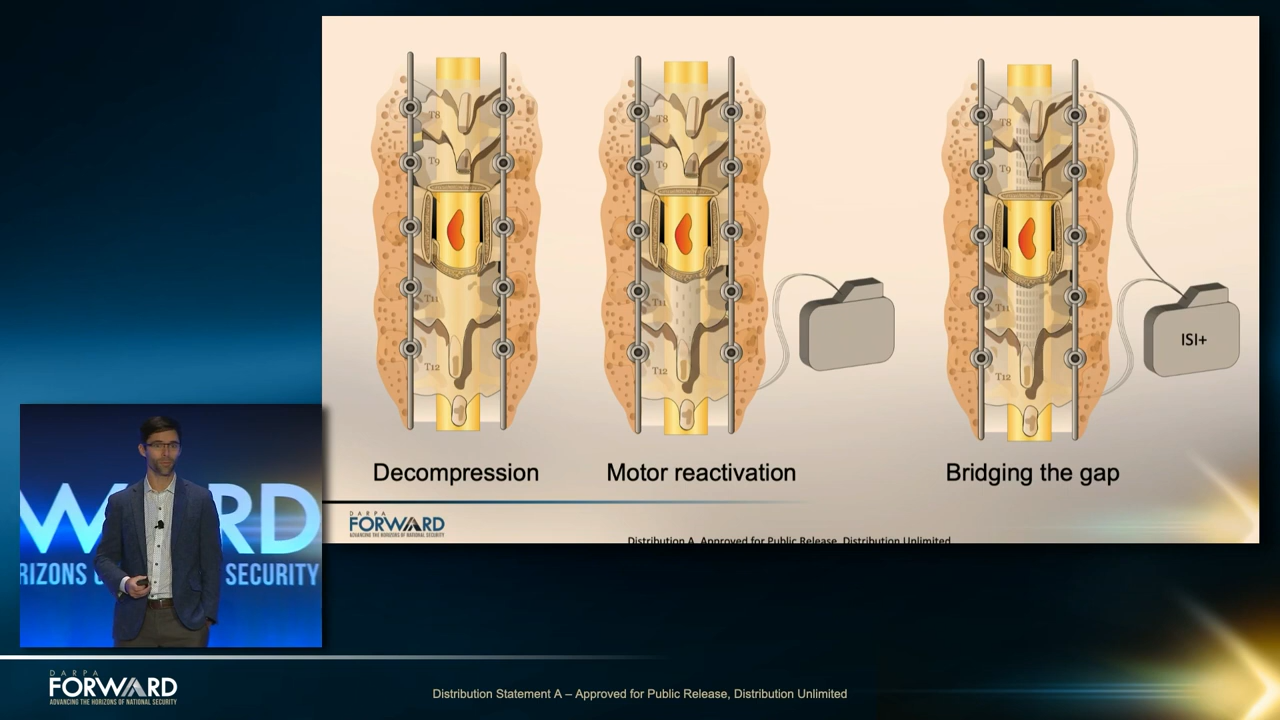 T8
T9
T11
T12
T8
T9
T11
T12
T8
T9
T11
T12
ISI+
Decompression
Motor reactivation
Bridging the gap
DARPA
FORWARD
ADVANCING THE HORIZONS OF NATIONAL SECURITY
Distribution A. Approved for Public Release, Distribution Unlimited
W RD
RIZONS SECURITY
DARPA
FORWARD
ADVANCING THE HORIZONS OF NATIONAL SECURITY
Distribution Statement A – Approved for Public Release, Distribution Unlimited